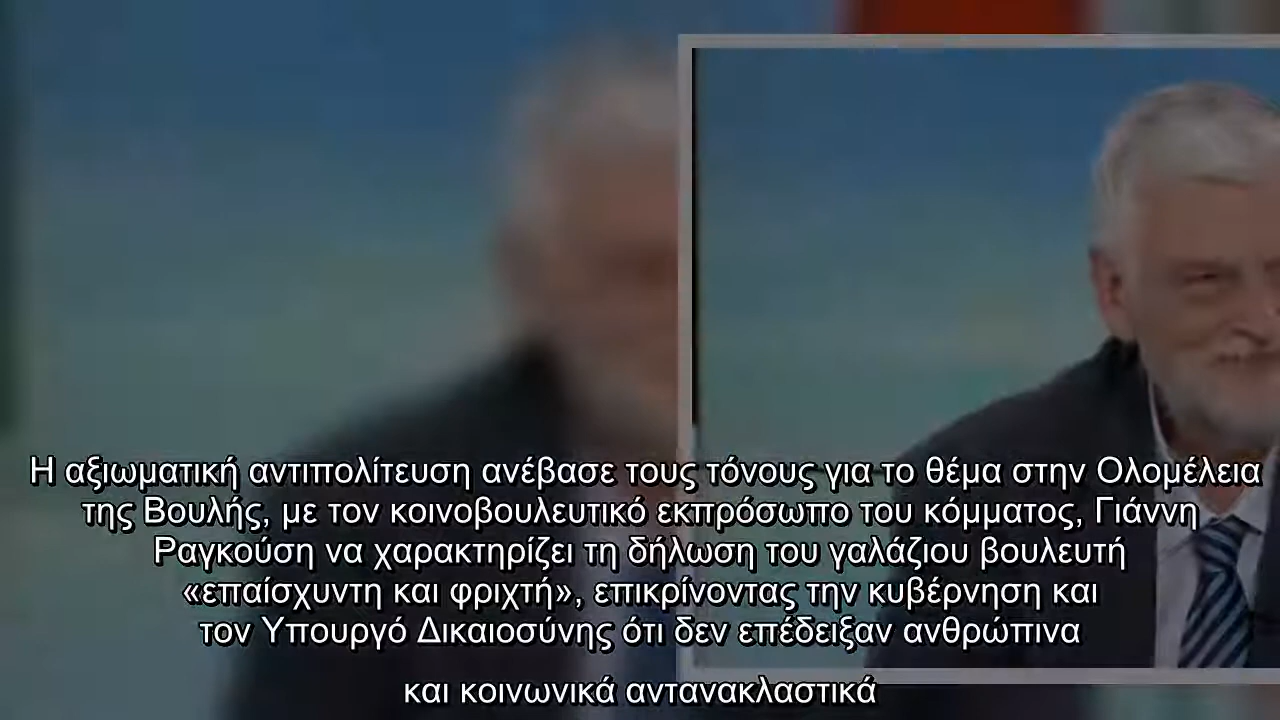 Η αξιωματική αντιπολίτευση ανέβασε τους τόνους για το θέμα στην Ολομέλεια
της Βουλής, με τον κοινοβουλευτικό εκπρόσωπο του κόμματος, Γιάννη
Ραγκούση να χαρακτηρίζει τη δήλωση του γαλάζιου βουλευτή
«επαίσχυντη και φριχτή», επικρίνοντας την κυβέρνηση και
τον Υπουργό Δικαιοσύνης ότι δεν επέδειξαν ανθρώπινα
και κοινωνικά αντανακλαστικά